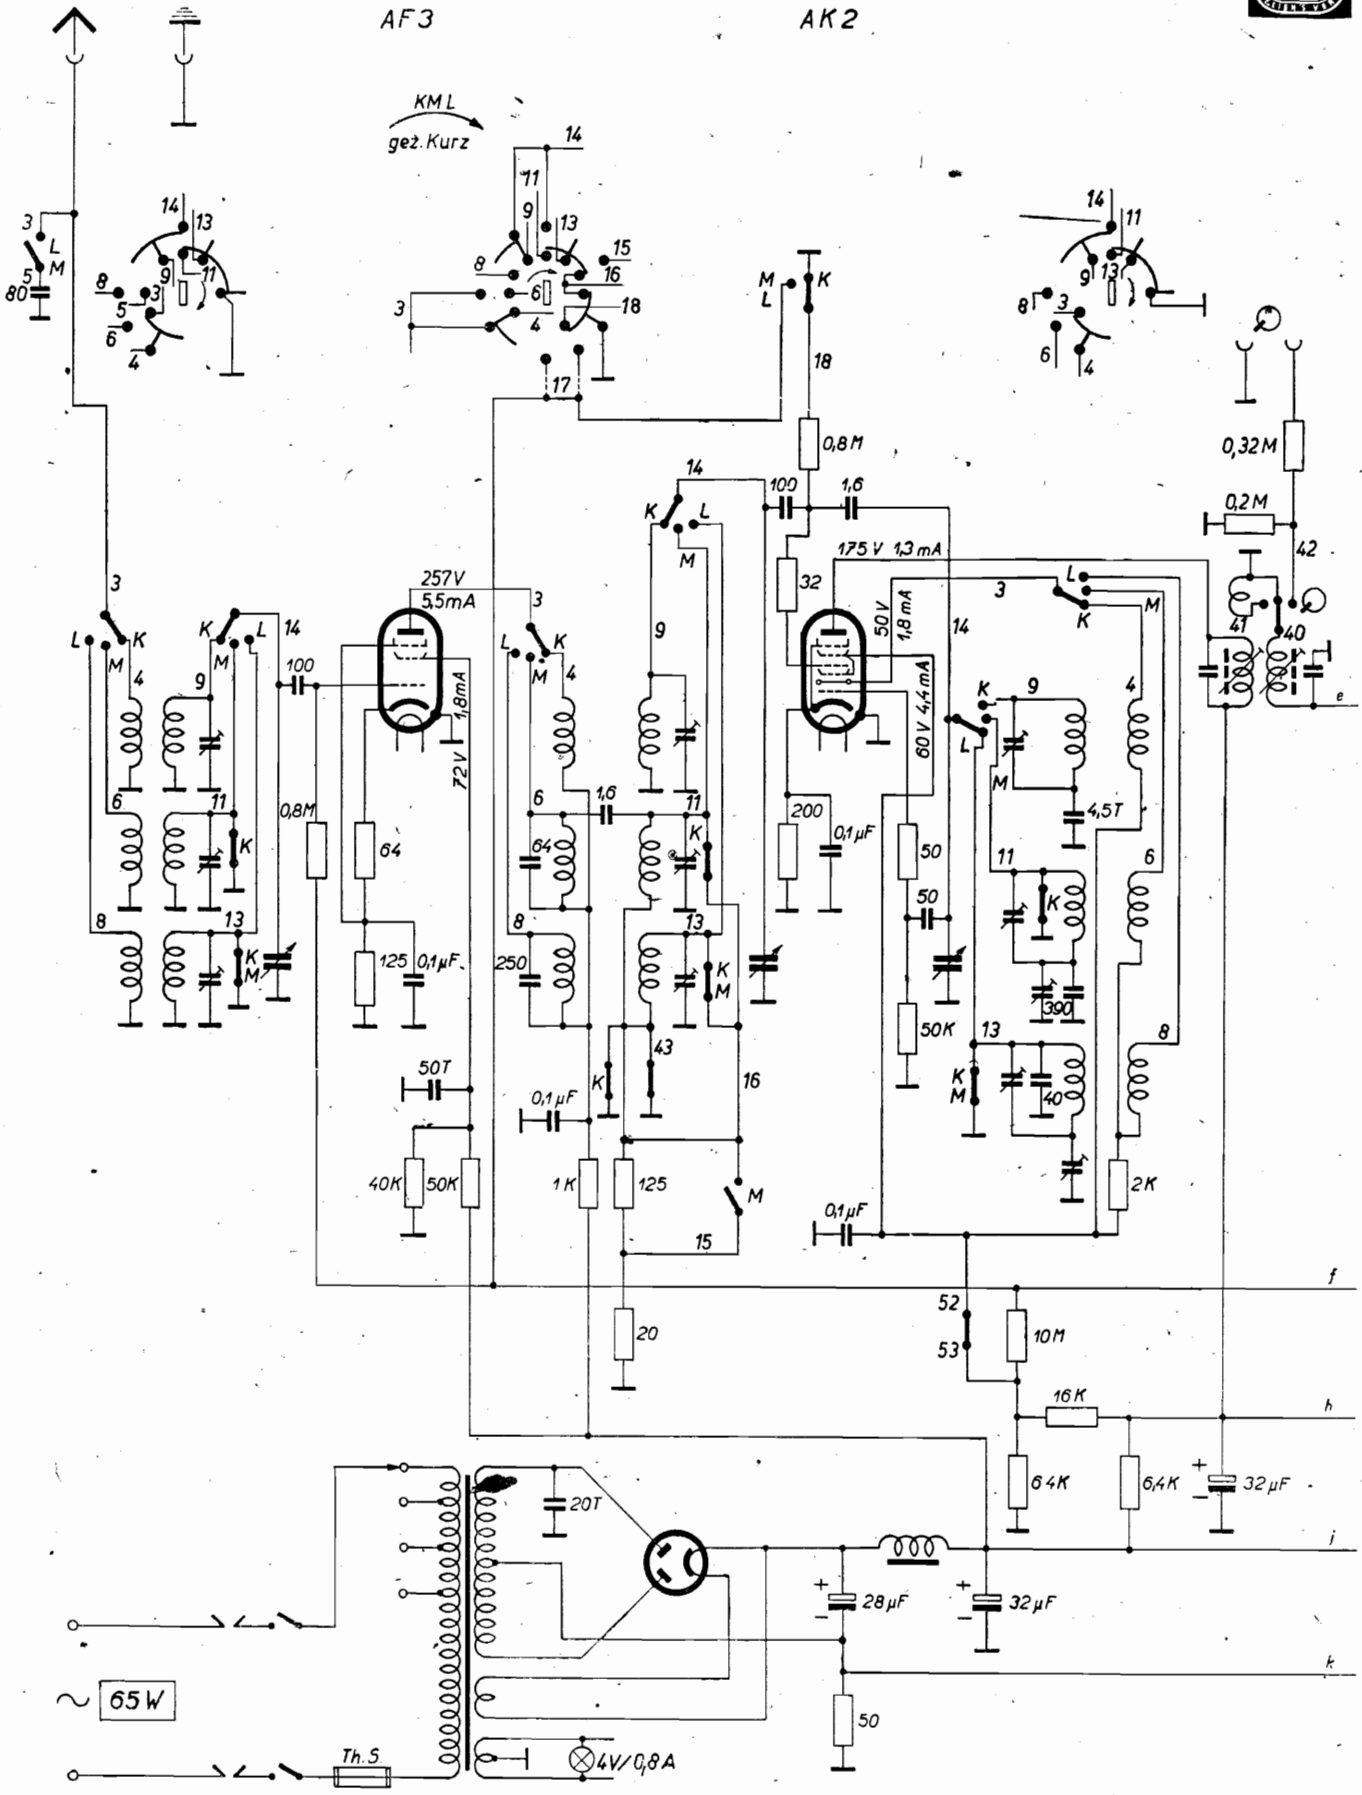 AF3
AK2
KML
gez. Kurz
14
11
9
13
15
16
18
8
6
3
4
17
14
13
9
11
8
3
5
6
4
14
11
9
13
8
3
6
4
3
L
M
5
80
M
L
K
18
0,8M
0,32M
0,2M
42
41
40
14
100
1,6
K
L
M
175V 1,3mA
32
50V
1,8mA
60V 4,4mA
14
3
L
K
M
257V
5,5mA
3
1,8mA
72V
3
L
M
K
4
9
K
M
L
14
100
L
M
K
4
9
K
L
M
9
4
e
6
11
K
0,8M
64
6
64
1,6
11
K
200
0,1µF
50
50
4,5T
11
K
6
8
13
K
M
125
0,1µF
8
250
13
K
M
390
50K
13
K
M
40
8
50T
0,1µF
K
43
16
40K
50K
1K
125
M
15
0,1µF
2K
f
52
53
10M
20
16K
h
20T
64K
6,4K
+
-
32µF
i
+
-
28µF
+
-
32µF
k
50
~ 65W
Th.S.
4V/0,8A